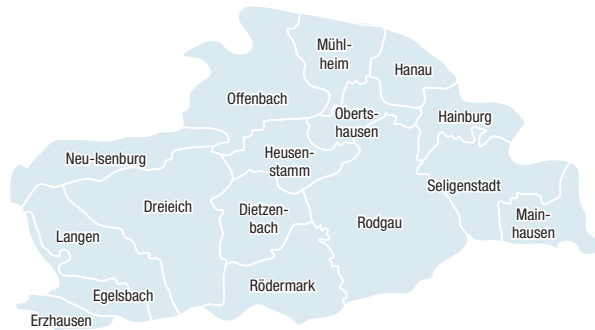 Mühl-
heim
Hanau
Offenbach
Oberts-
hausen
Hainburg
Neu-Isenburg
Heusen-
stamm
Seligenstadt
Dreieich
Dietzen-
bach
Rodgau
Main-
hausen
Langen
Rödermark
Egelsbach
Erzhausen